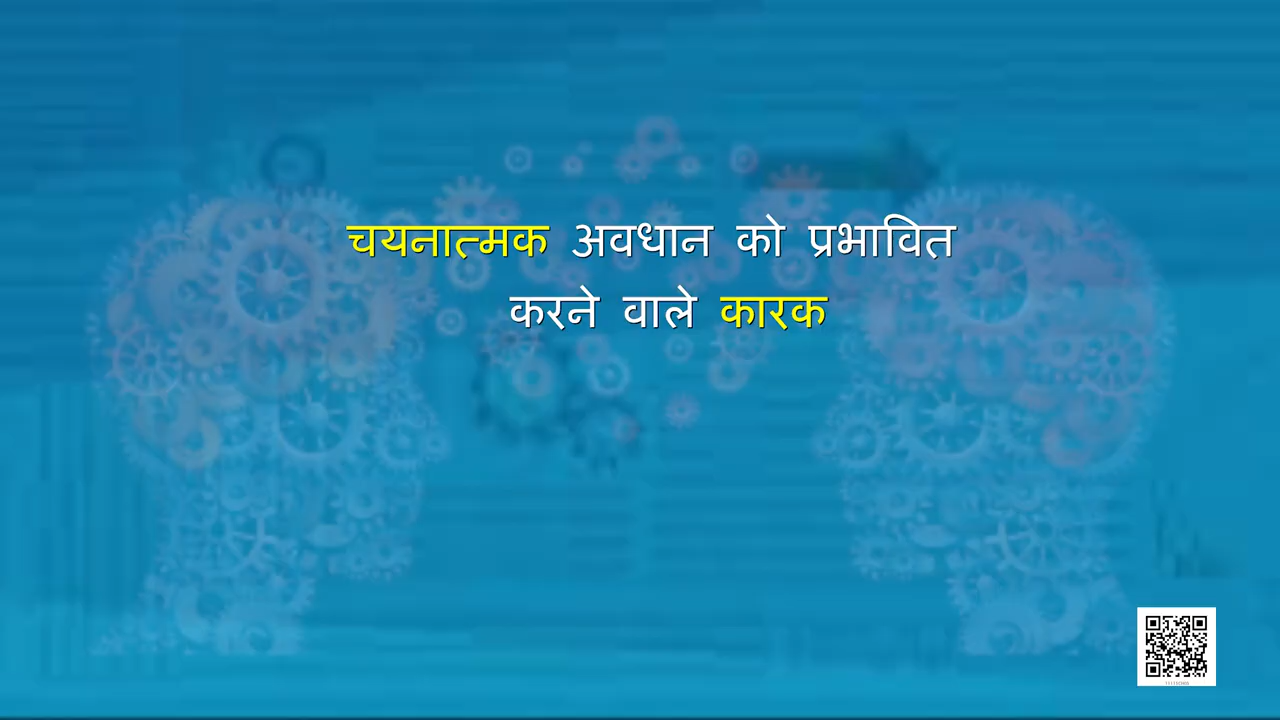 चयनात्मक अवधान को प्रभावित
करने वाले कारक